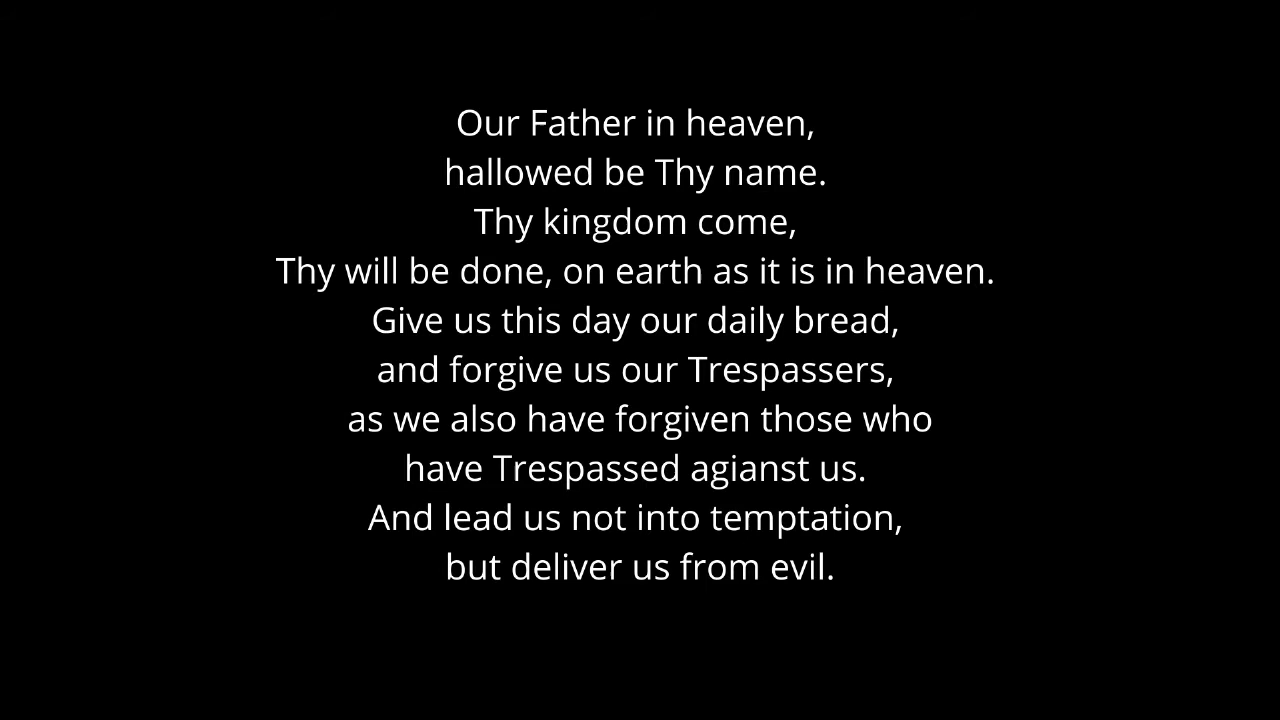 Our Father in heaven,
hallowed be Thy name.
Thy kingdom come,
Thy will be done, on earth as it is in heaven.
Give us this day our daily bread,
and forgive us our Trespassers,
as we also have forgiven those who
have Trespassed agianst us.
And lead us not into temptation,
but deliver us from evil.